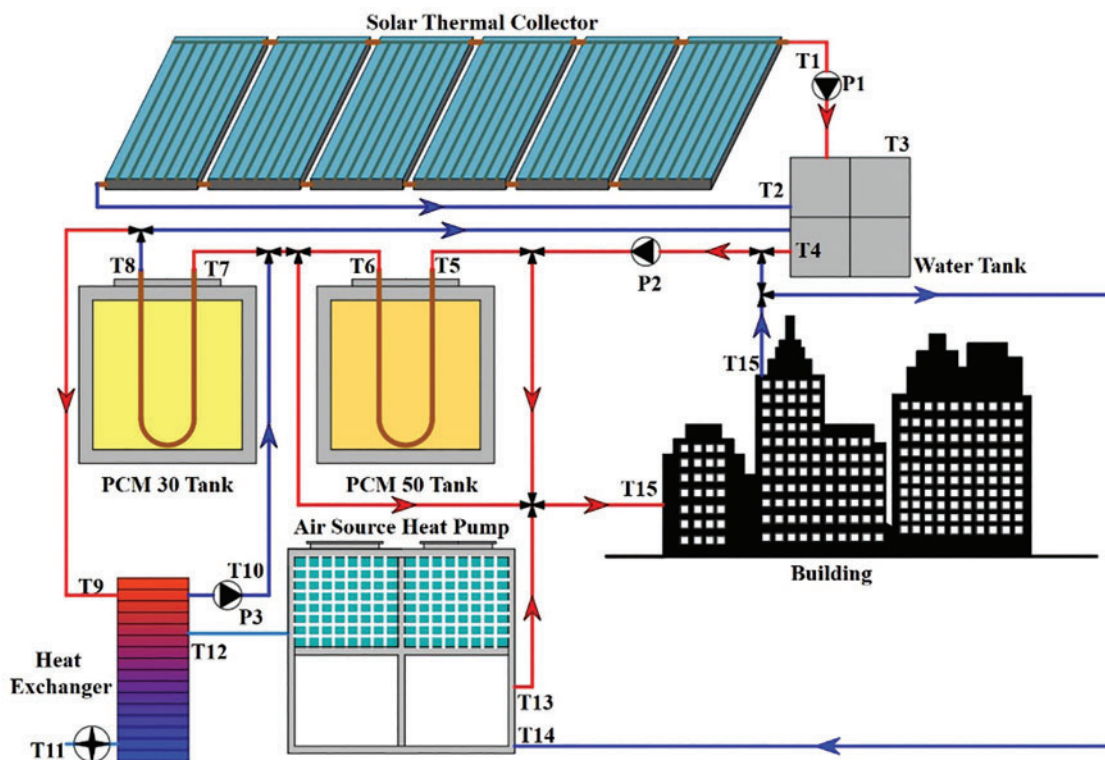 Solar Thermal Collector
T1
P1
T3
T2
T4
T8
T7
T6
T5
P2
Water Tank
T15
PCM 30 Tank
PCM 50 Tank
T15
Air Source Heat Pump
Building
T9
T10
P3
T12
Heat
Exchanger
T13
T11
T14